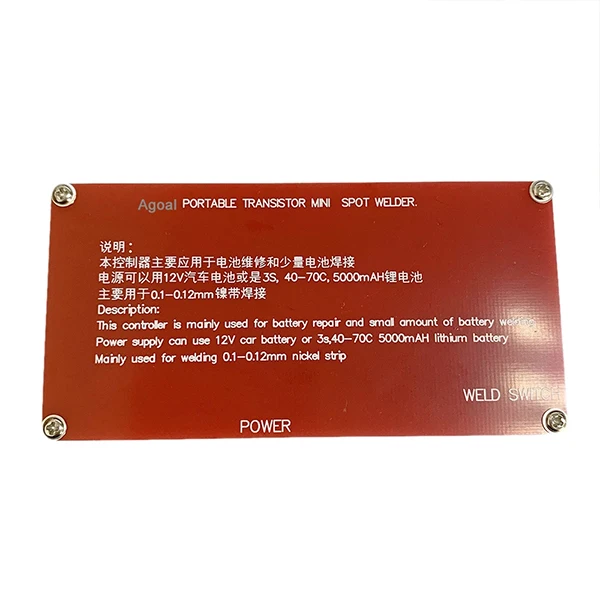 Agoal PORTABLE TRANSISTOR MINI SPOT WELDER.
说明：
本控制器主要应用于电池维修和少量电池焊接
电源可以用12V汽车电池或是3S, 40-70C, 5000mAH锂电池
主要用于0.1-0.12mm镍带焊接
Description:
This controller is mainly used for battery repair and small amount of battery welding
Power supply can use 12V car battery or 3s,40-70C 5000mAH lithium battery
Mainly used for welding 0.1-0.12mm nickel strip
WELD SWITC
POWER